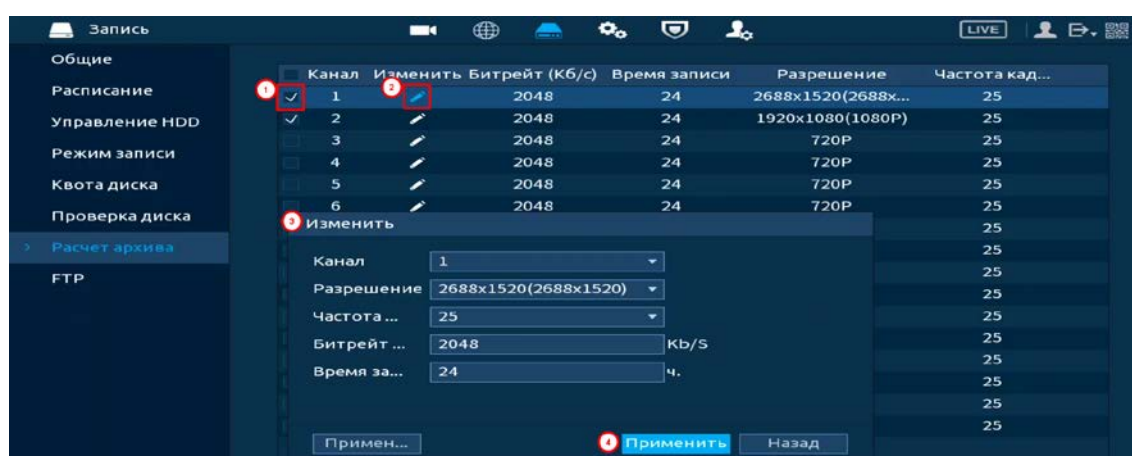 Запись LIVE
Общие
Расписание
Управление HDD
Режим записи
Квота диска
Проверка диска
Расчет архива
FTP
Канал Изменить Битрейт (Кб/с) Время записи Разрешение Частота кад...
1 1 2 2048 24 2688x1520(2688x... 25
2 2048 24 1920x1080(1080P) 25
3 2048 24 720P 25
4 2048 24 720P 25
5 2048 24 720P 25
6 2048 24 720P 25
25
25
25
25
25
25
25
25
25
25
3 Изменить
Канал 1
Разрешение 2688x1520(2688x1520)
Частота ... 25
Битрейт ... 2048 Kb/S
Время за... 24 ч.
Примен... 4 Применить Назад